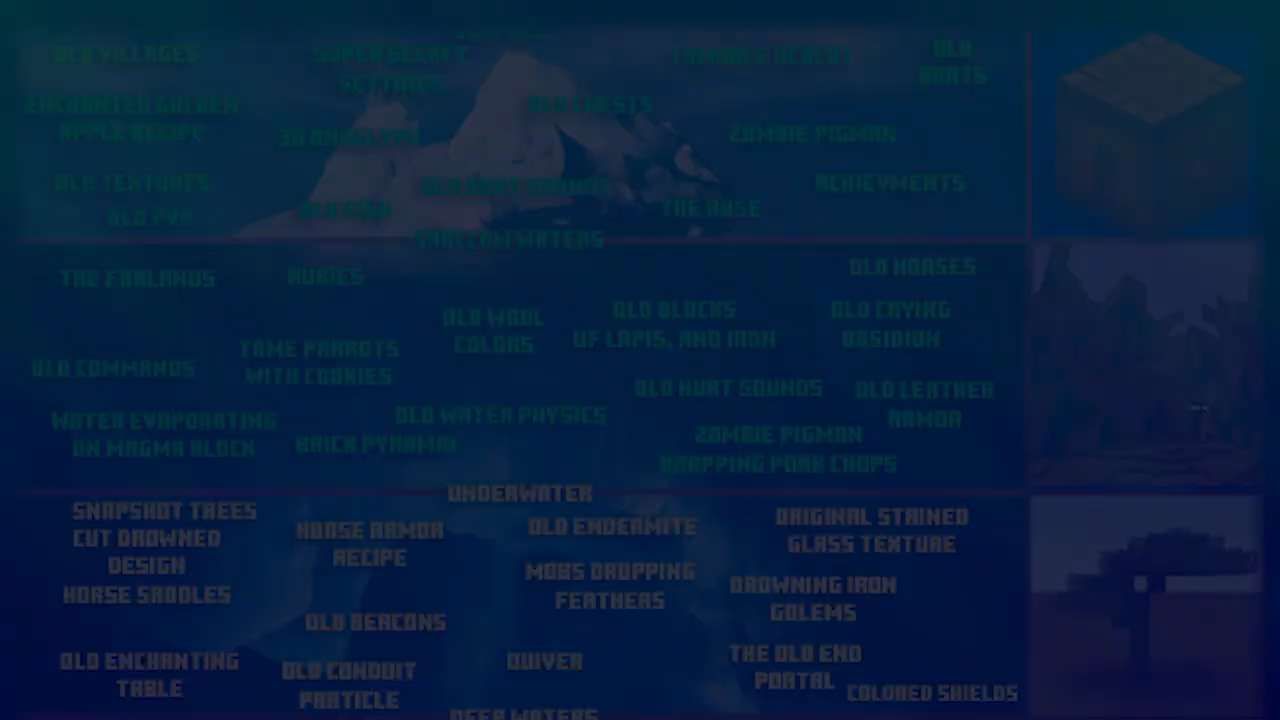 OLD VILLAGES
SUPER SECRET
SETTINGS
OLD
BOATS
ENCHANTED GOLDEN
APPLE RECIPE
OLD CHESTS
3D ANAGLYPH
ZOMBIE PIGMAN
OLD TEXTURES
OLD HURT SOUNDS
ACHIEVMENTS
OLD PVP
OLD FISH
THE ROSE
SHALLOW WATERS
THE FARLANDS
RUBIES
OLD HORSES
OLD WOOL
COLORS
OLD BLOCKS
OF LAPIS, AND IRON
OLD CRYING
OBSIDIAN
OLD COMMANDS
TAME PARROTS
WITH COOKIES
OLD HURT SOUNDS
OLD LEATHER
ARMOR
WATER EVAPORATING
ON MAGMA BLOCK
OLD WATER PHYSICS
BRICK PYRAMID
ZOMBIE PIGMAN
DROPPING PORK CHOPS
UNDERWATER
SNAPSHOT TREES
CUT DROWNED
DESIGN
HORSE SADDLES
HORSE ARMOR
RECIPE
OLD ENDERMITE
ORIGINAL STAINED
GLASS TEXTURE
MOBS DROPPING
FEATHERS
DROWNING IRON
GOLEMS
OLD BEACONS
OLD ENCHANTING
TABLE
OLD CONDUIT
PARTICLE
QUIVER
THE OLD END
PORTAL
COLORED SHIELDS
DEEP WATERS